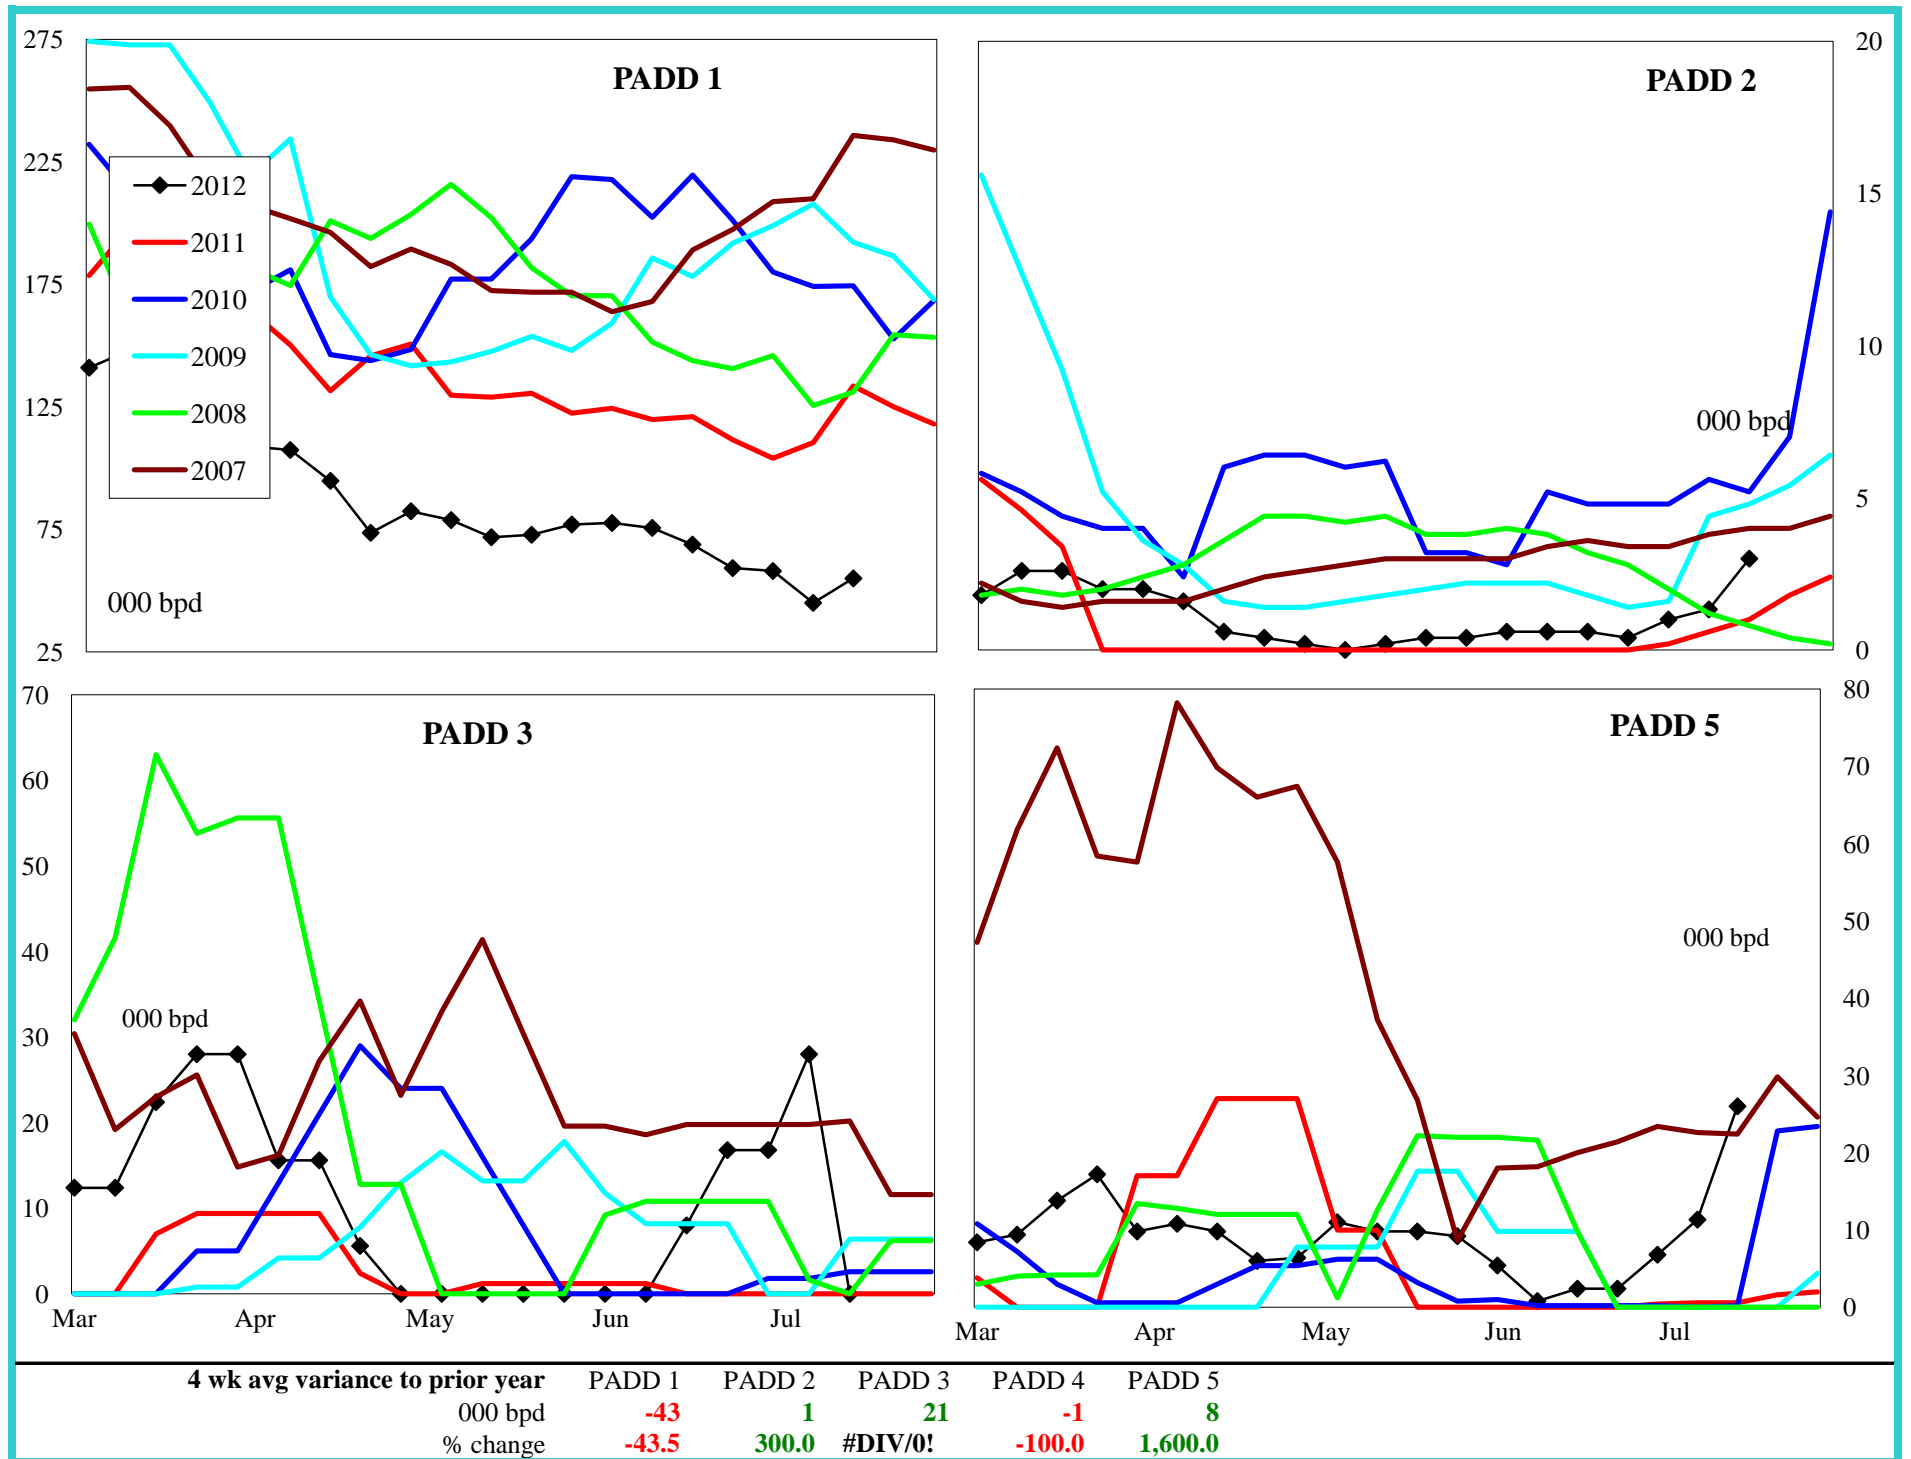 275
225
175
125
75
25
PADD 1
2012
2011
2010
2009
2008
2007
000 bpd
PADD 2
20
15
10
5
0
000 bpd
70
60
50
40
30
20
10
0
PADD 3
000 bpd
Mar Apr May Jun Jul
PADD 5
80
70
60
50
40
30
20
10
0
000 bpd
Mar Apr May Jun Jul
4 wk avg variance to prior year PADD 1 PADD 2 PADD 3 PADD 4 PADD 5
000 bpd -43 1 21 -1 8
% change -43.5 300.0 #DIV/0! -100.0 1,600.0